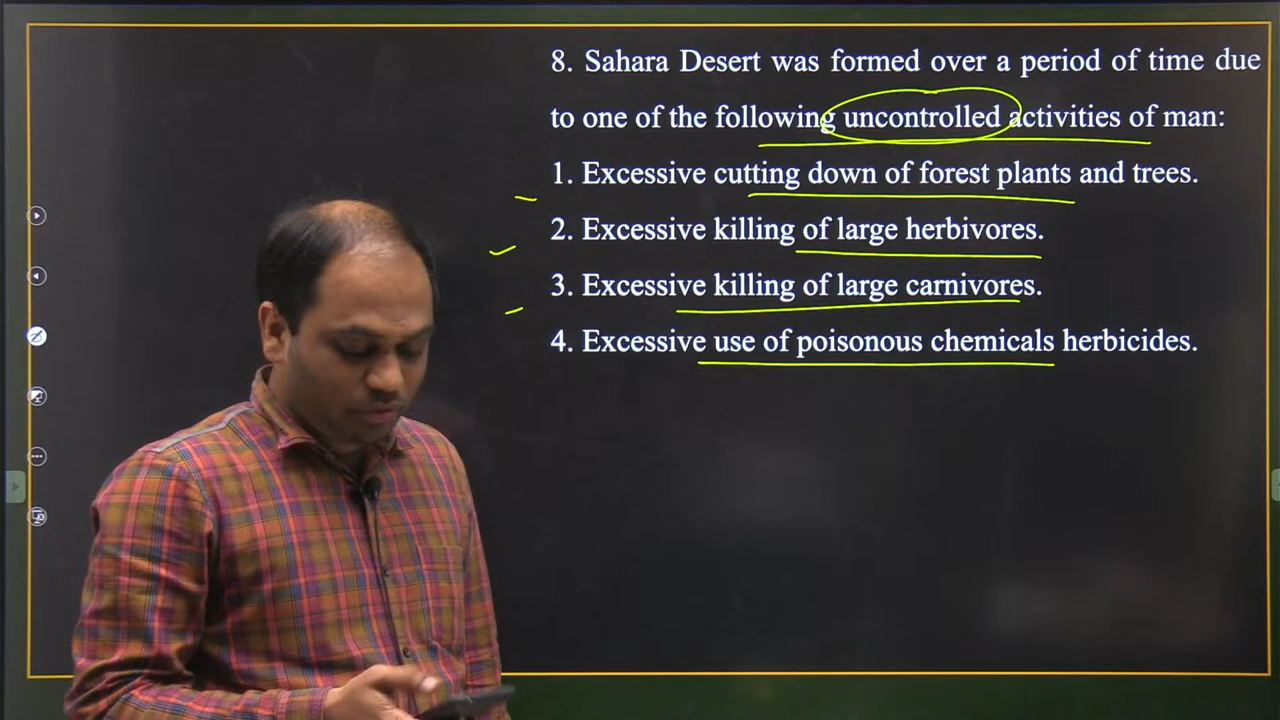 8. Sahara Desert was formed over a period of time due
to one of the following uncontrolled activities of man:
1. Excessive cutting down of forest plants and trees.
2. Excessive killing of large herbivores.
3. Excessive killing of large carnivores.
4. Excessive use of poisonous chemicals herbicides.